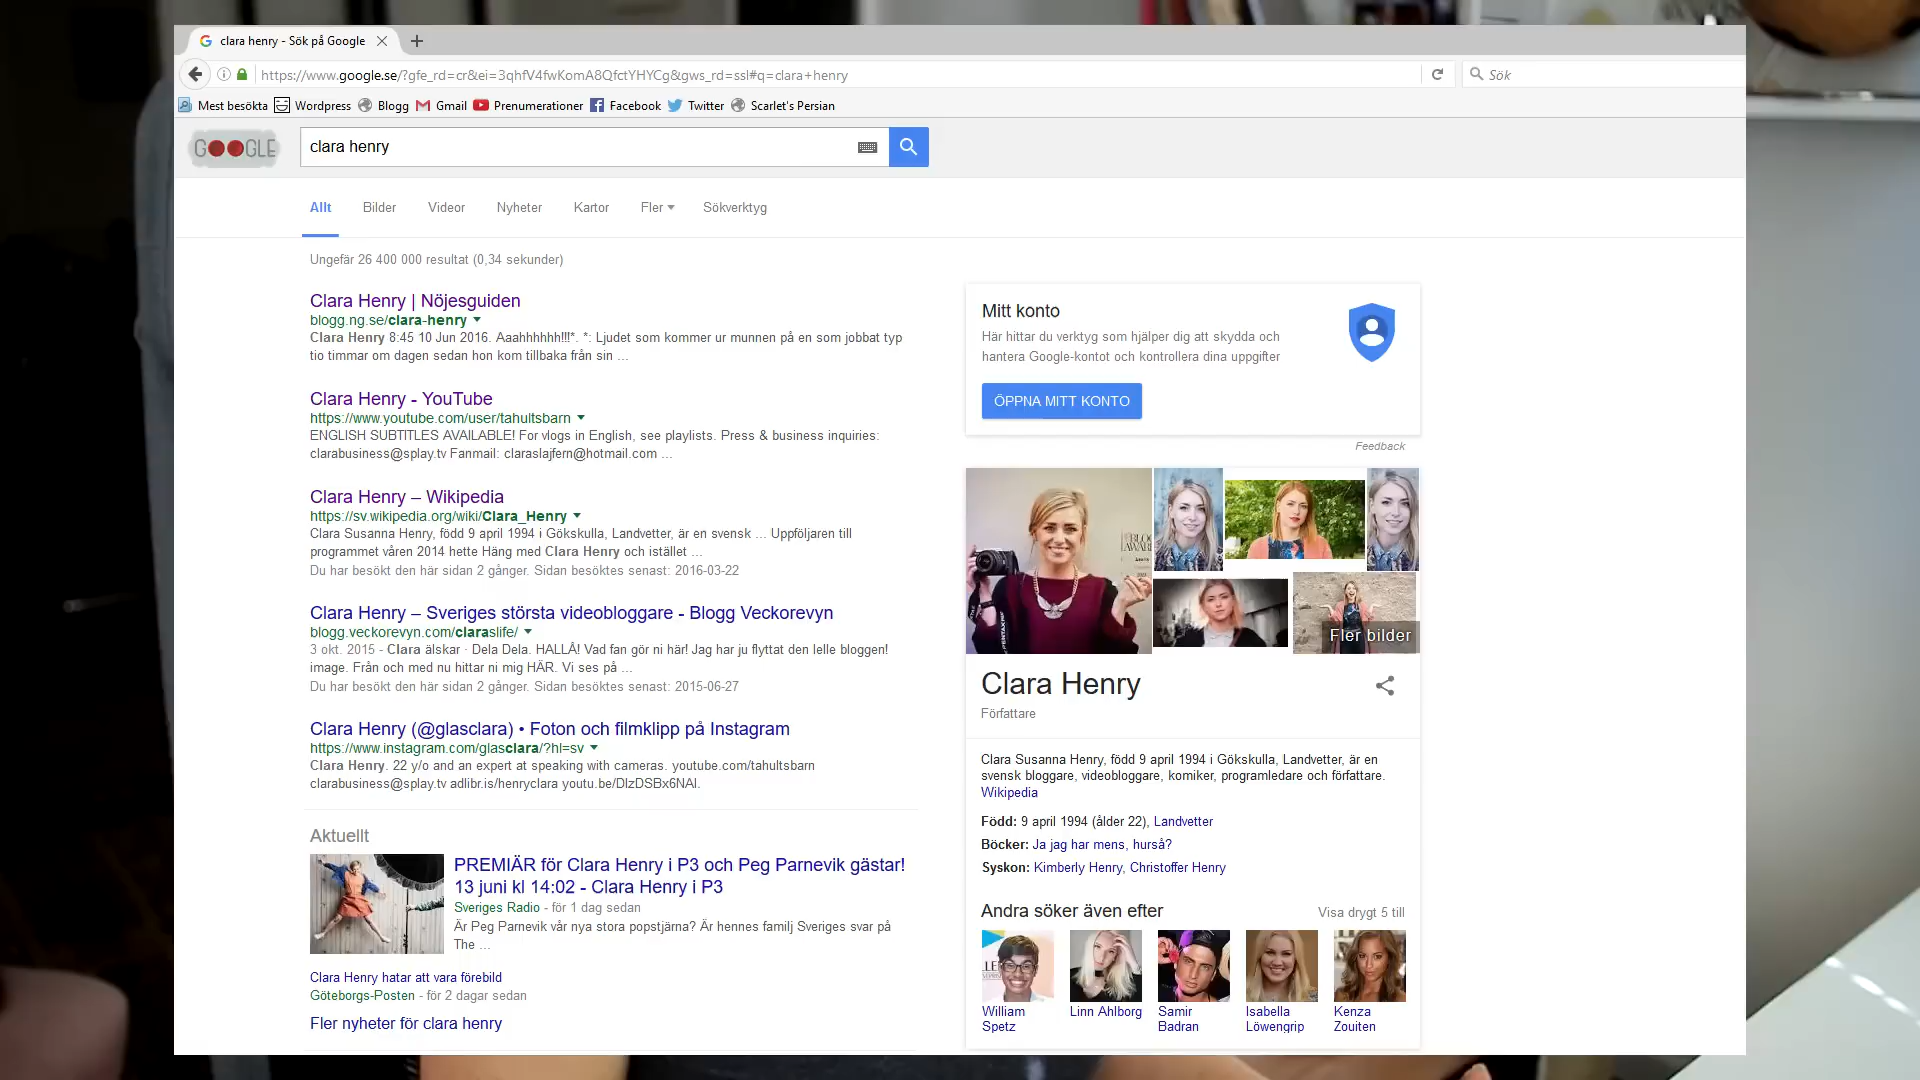 clara henry - Sök på Google
https://www.google.se/?gfe_rd=cr&ei=3qhfV4fwKomA8QfctYHYCg&gws_rd=ssl#q=clara+henry
Sök
Mest besökta Wordpress Blogg Gmail Prenumerationer Facebook Twitter Scarlet's Persian
GOOGLE
clara henry
Allt Bilder Videor Nyheter Kartor Fler Sökverktyg
Ungefär 26 400 000 resultat (0,34 sekunder)
Clara Henry | Nöjesguiden
blogg.ng.se/clara-henry
Clara Henry 8:45 10 Jun 2016. Aaahhhhhh!!!*. *: Ljudet som kommer ur munnen på en som jobbat typ
tio timmar om dagen sedan hon kom tillbaka från sin ...
Clara Henry - YouTube
https://www.youtube.com/user/tahultsbarn
ENGLISH SUBTITLES AVAILABLE! For vlogs in English, see playlists. Press & business inquiries:
clarabusiness@splay.tv Fanmail: claraslajfern@hotmail.com ...
Clara Henry – Wikipedia
https://sv.wikipedia.org/wiki/Clara_Henry
Clara Susanna Henry, född 9 april 1994 i Gökskulla, Landvetter, är en svensk ... Uppföljaren till
programmet våren 2014 hette Häng med Clara Henry och istället ...
Du har besökt den här sidan 2 gånger. Sidan besöktes senast: 2016-03-22
Clara Henry – Sveriges största videobloggare - Blogg Veckorevyn
blogg.veckorevyn.com/claraslife/
3 okt. 2015 - Clara älskar · Dela Dela. HALLÅ! Vad fan gör ni här! Jag har ju flyttat den lelle bloggen!
image. Från och med nu hittar ni mig HÄR. Vi ses på ...
Du har besökt den här sidan 2 gånger. Sidan besöktes senast: 2015-06-27
Clara Henry (@glasclara) • Foton och filmklipp på Instagram
https://www.instagram.com/glasclara/?hl=sv
Clara Henry. 22 y/o and an expert at speaking with cameras. youtube.com/tahultsbarn
clarabusiness@splay.tv adlibr.is/henryclara youtu.be/DlzDSBx6NAI.
Aktuellt
PREMIÄR för Clara Henry i P3 och Peg Parnevik gästar!
13 juni kl 14:02 - Clara Henry i P3
Sveriges Radio - för 1 dag sedan
Är Peg Parnevik vår nya stora popstjärna? Är hennes familj Sveriges svar på
The ...
Clara Henry hatar att vara förebild
Göteborgs-Posten - för 2 dagar sedan
Fler nyheter för clara henry
Mitt konto
Här hittar du verktyg som hjälper dig att skydda och
hantera Google-kontot och kontrollera dina uppgifter
ÖPPNA MITT KONTO
Feedback
Fler bilder
Clara Henry
Författare
Clara Susanna Henry, född 9 april 1994 i Gökskulla, Landvetter, är en
svensk bloggare, videobloggare, komiker, programledare och författare.
Wikipedia
Född: 9 april 1994 (ålder 22), Landvetter
Böcker: Ja jag har mens, hurså?
Syskon: Kimberly Henry, Christoffer Henry
Andra söker även efter Visa drygt 5 till
William Spetz
Linn Ahlborg
Samir Badran
Isabella Löwengrip
Kenza Zouiten